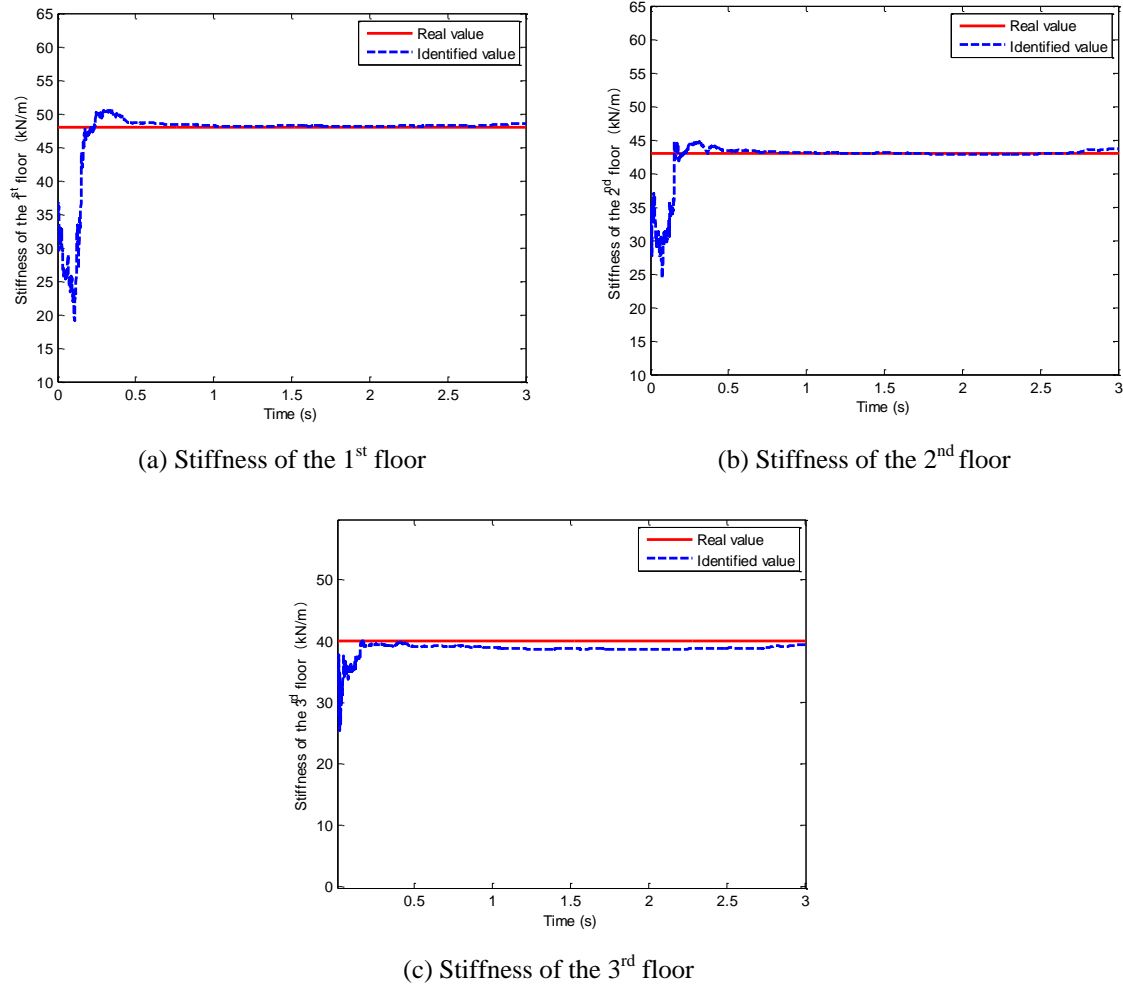 65
60
55
50
45
40
35
30
25
20
15
10
Stiffness of the 1st floor (kN/m)
Real value
Identified value
0 0.5 1 1.5 2 2.5 3
Time (s)
(a) Stiffness of the 1st floor
65
60
55
50
45
40
35
30
25
20
15
10
Stiffness of the 2nd floor (kN/m)
Real value
Identified value
0 0.5 1 1.5 2 2.5 3
Time (s)
(b) Stiffness of the 2nd floor
50
40
30
20
10
0
Stiffness of the 3rd floor (kN/m)
Real value
Identified value
0.5 1 1.5 2 2.5 3
Time (s)
(c) Stiffness of the 3rd floor